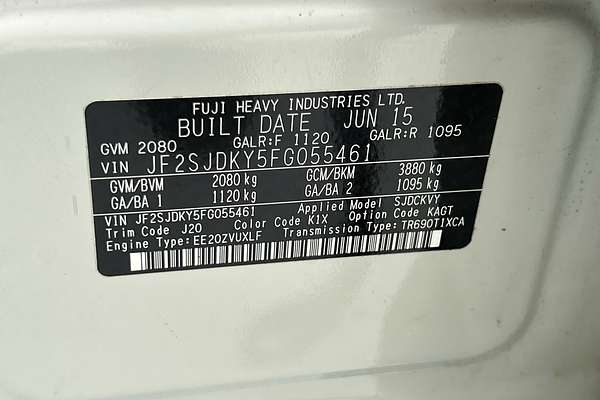 FUJI HEAVY INDUSTRIES LTD.
BUILT DATE JUN 15
GVM 2080 GALR:F 1120 GALR:R 1095
VIN JF2SJDKY5FG055461
GVM/BVM 2080 kg GCM/BKM 3880 kg
GA/BA 1 1120 kg GA/BA 2 1095 kg
VIN JF2SJDKY5FG055461 Applied Model SJDCKVY
Trim Code J20 Color Code K1X Option Code KAGT
Engine Type:EE20ZVUXLF Transmission Type:TR690T1XCA